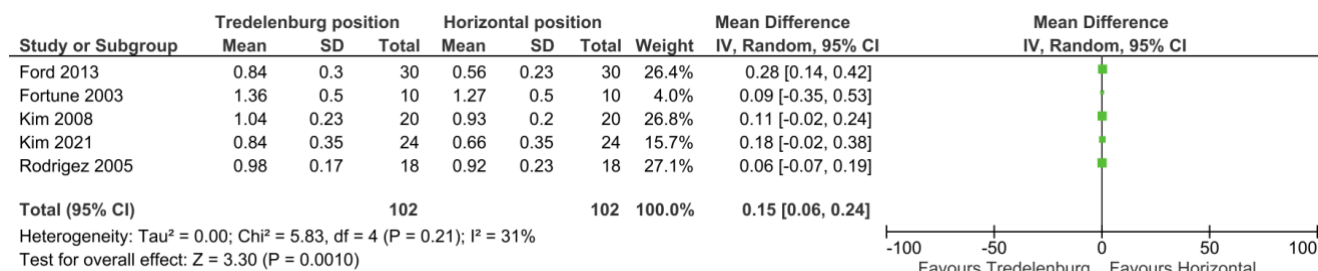 Tredelenburg position Horizontal position Mean Difference Mean Difference
Study or Subgroup Mean SD Total Mean SD Total Weight IV, Random, 95% CI IV, Random, 95% CI
Ford 2013 0.84 0.3 30 0.56 0.23 30 26.4% 0.28 [0.14, 0.42]
Fortune 2003 1.36 0.5 10 1.27 0.5 10 4.0% 0.09 [-0.35, 0.53]
Kim 2008 1.04 0.23 20 0.93 0.2 20 26.8% 0.11 [-0.02, 0.24]
Kim 2021 0.84 0.35 24 0.66 0.35 24 15.7% 0.18 [-0.02, 0.38]
Rodrigez 2005 0.98 0.17 18 0.92 0.23 18 27.1% 0.06 [-0.07, 0.19]
Total (95% CI) 102 102 100.0% 0.15 [0.06, 0.24]
Heterogeneity: Tau² = 0.00; Chi² = 5.83, df = 4 (P = 0.21); I² = 31%
Test for overall effect: Z = 3.30 (P = 0.0010)
-100 -50 0 50 100
Favours Tredelenburg Favours Horizontal